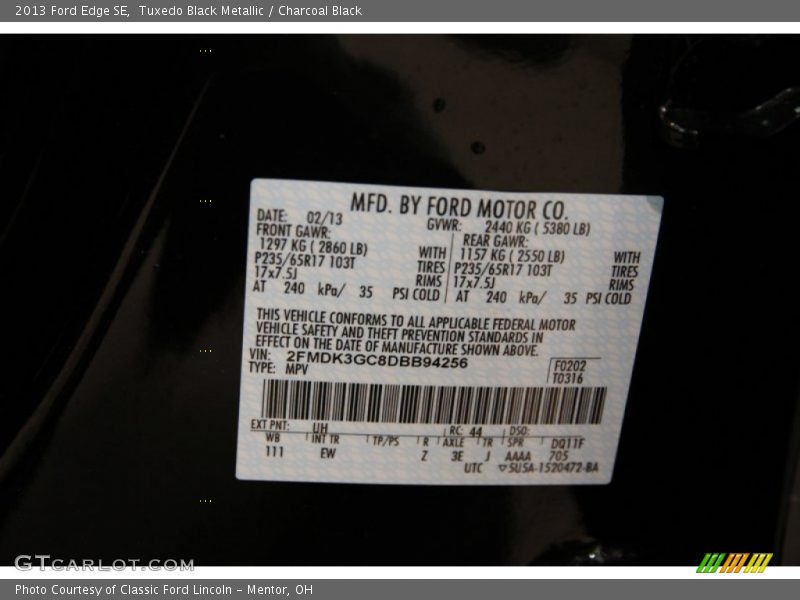 2013 Ford Edge SE,  Tuxedo Black Metallic / Charcoal Black
MFD. BY FORD MOTOR CO.
DATE: 02/13 GVWR: 2440 KG ( 5380 LB)
FRONT GAWR: REAR GAWR:
1297 KG ( 2860 LB) WITH 1157 KG ( 2550 LB) WITH
P235/65R17 103T TIRES P235/65R17 103T TIRES
17x7.5J RIMS 17x7.5J RIMS
AT 240 kPa/ 35 PSI COLD AT 240 kPa/ 35 PSI COLD
THIS VEHICLE CONFORMS TO ALL APPLICABLE FEDERAL MOTOR
VEHICLE SAFETY AND THEFT PREVENTION STANDARDS IN
EFFECT ON THE DATE OF MANUFACTURE SHOWN ABOVE.
VIN: 2FMDK3GC8DBB94256 F0202
TYPE: MPV T0316
EXT PNT: UH RC: 44 DSO:
WB INT TR TP/PS R AXLE TR SPR DQ11F
111 EW Z 3E J AAAA 705
UTC ▽SU5A-1520472-BA
GTCARLOT.COM
Photo Courtesy of Classic Ford Lincoln – Mentor, OH